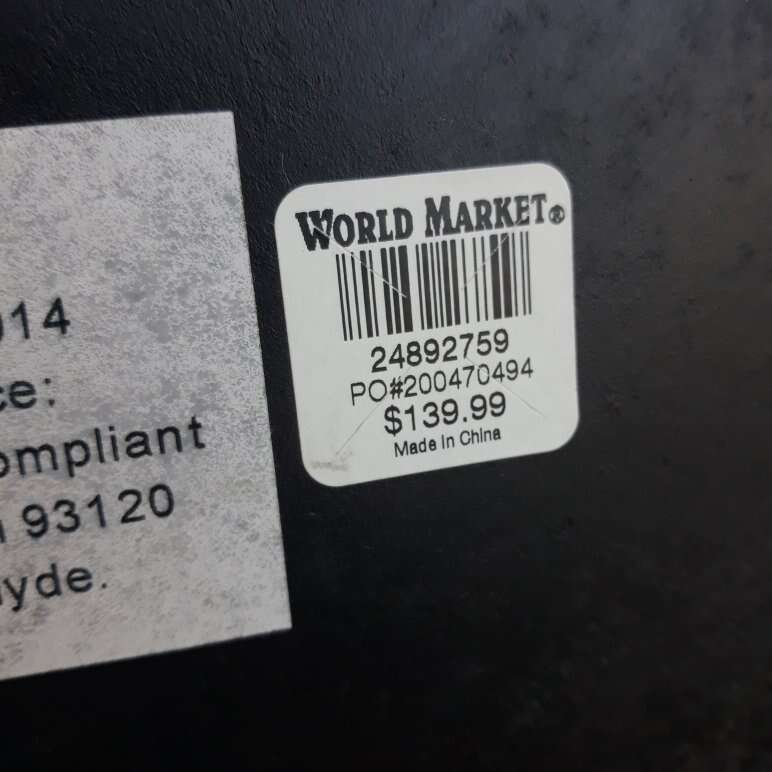 014
ce:
ompliant
93120
yde.
WORLD MARKET®
24892759
PO#200470494
$139.99
Made In China